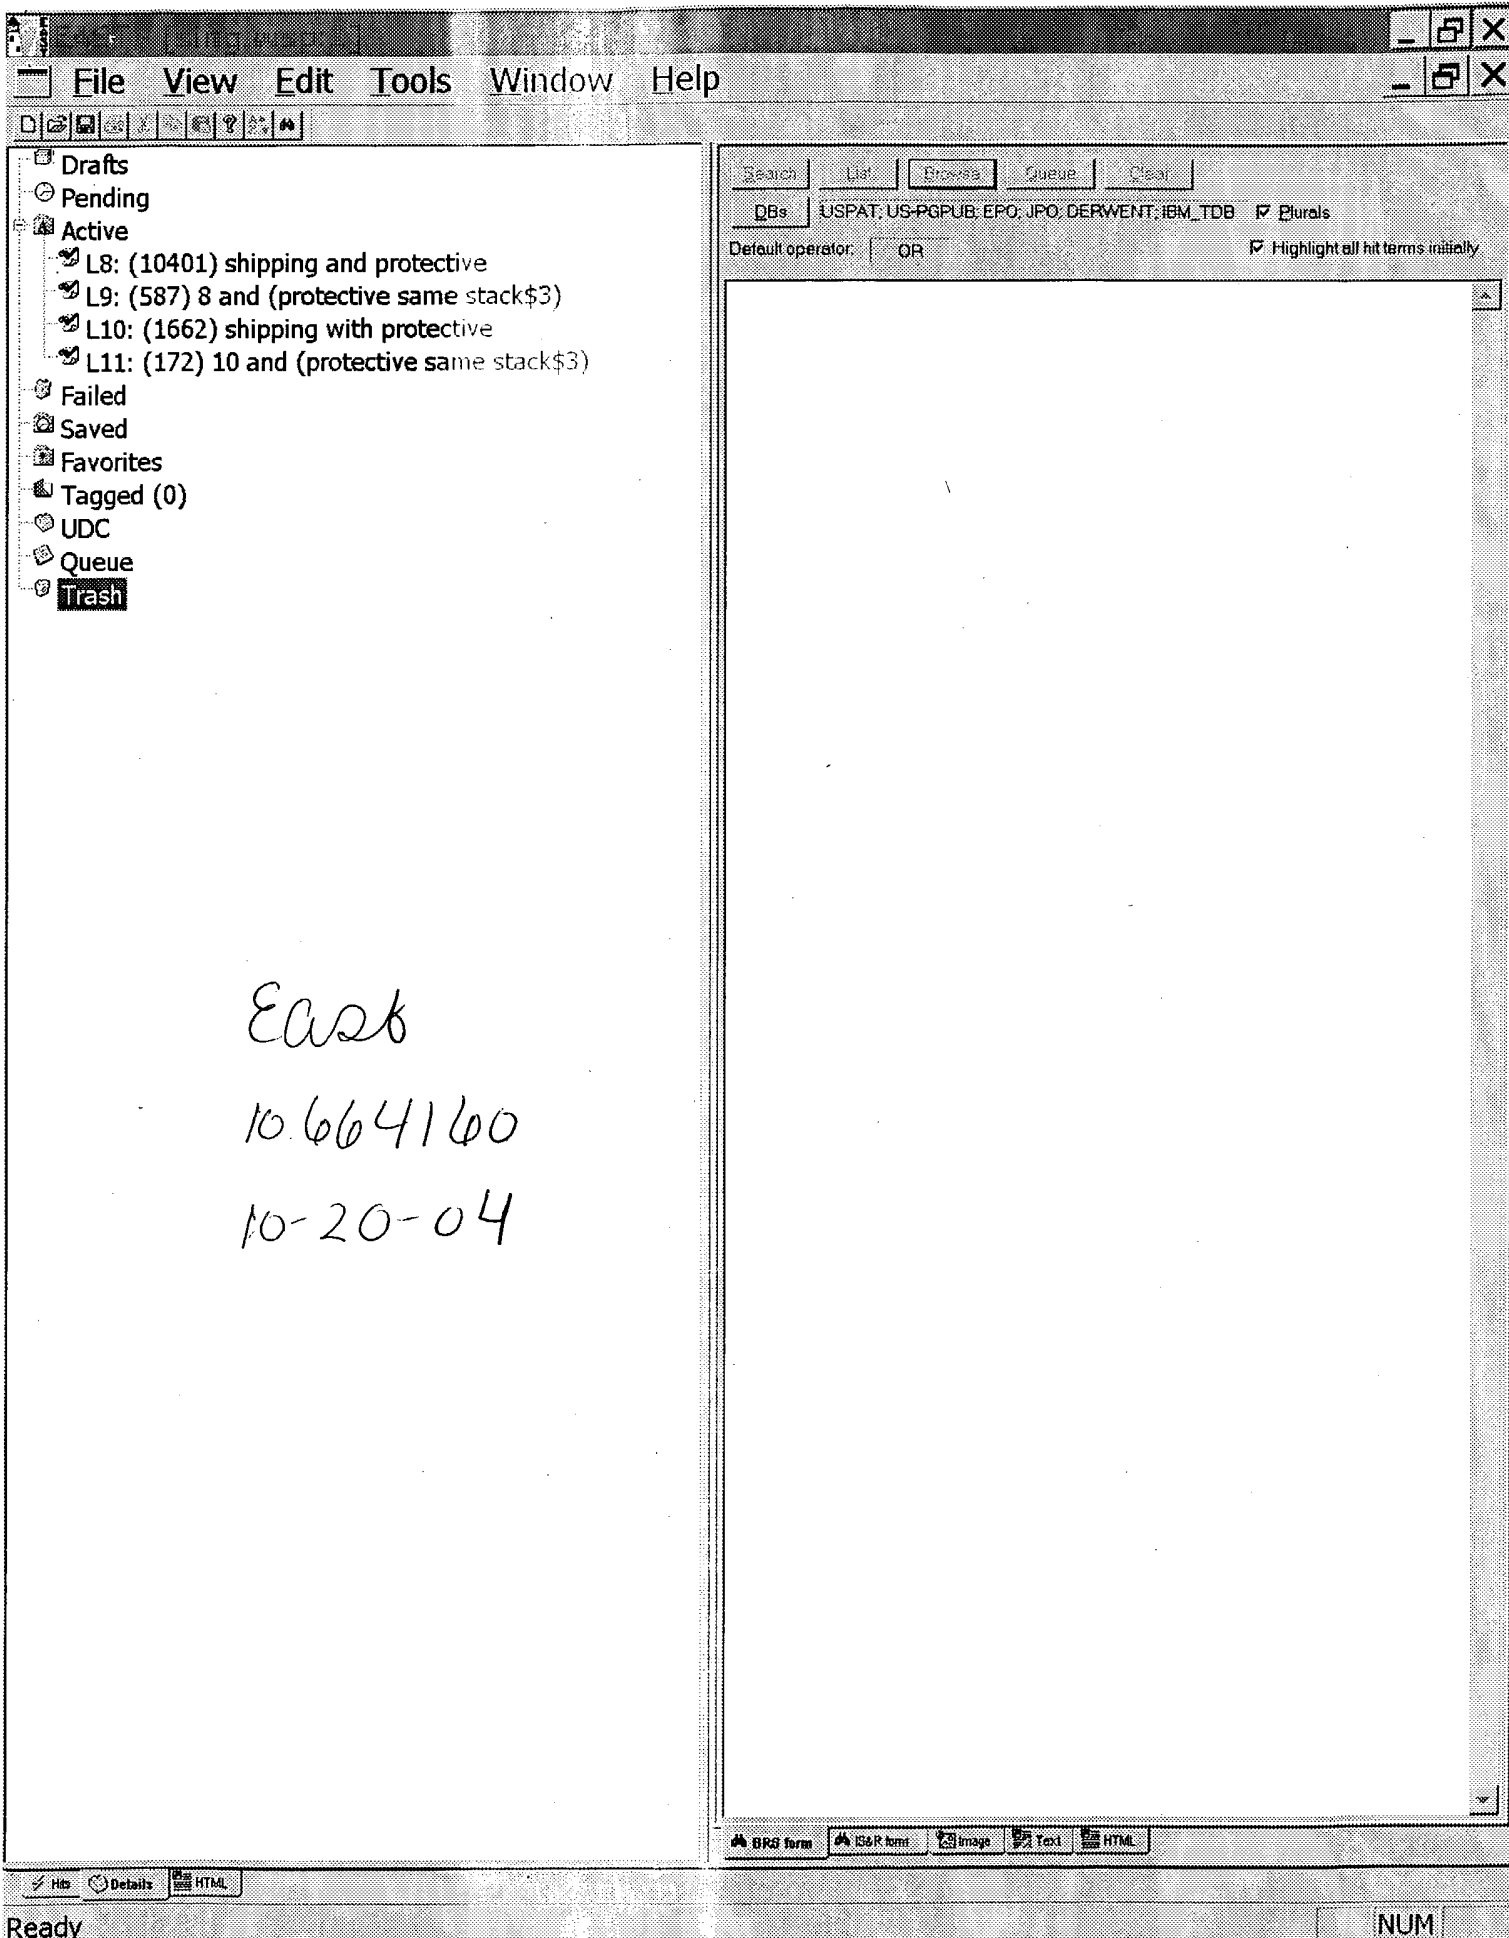 File View Edit Tools Window Help
Drafts
Pending
Active
L8: (10401) shipping and protective
L9: (587) 8 and (protective same stack$3)
L10: (1662) shipping with protective
L11: (172) 10 and (protective same stack$3)
Failed
Saved
Favorites
Tagged (0)
UDC
Queue
Trash
Search List Browse Queue Clear
DBs USPAT; US-PGPUB; EPO; JPO; DERWENT; IBM_TDB Plurals
Default operator: OR Highlight all hit terms initially
East
10.664160
10-20-04
BRS form IS&R form Image Text HTML
Hits Details HTML
Ready NUM